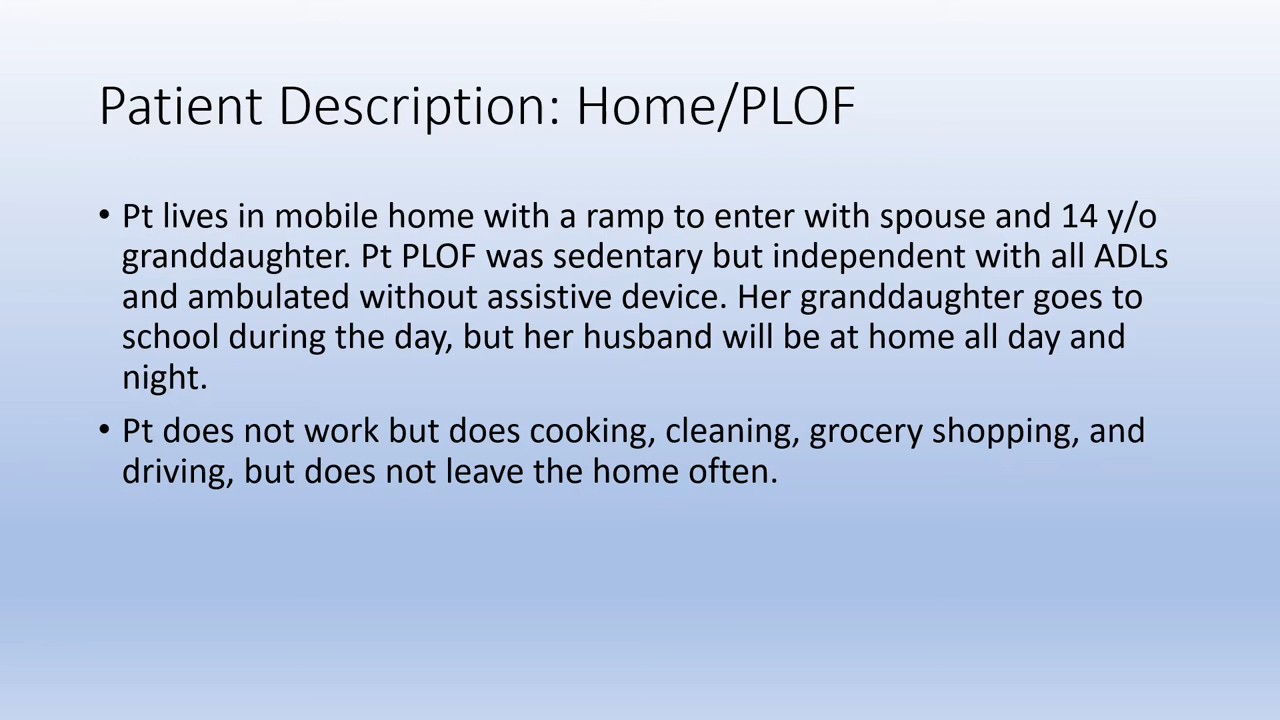 Patient Description: Home/PLOF
• Pt lives in mobile home with a ramp to enter with spouse and 14 y/o
granddaughter. Pt PLOF was sedentary but independent with all ADLs
and ambulated without assistive device. Her granddaughter goes to
school during the day, but her husband will be at home all day and
night.
• Pt does not work but does cooking, cleaning, grocery shopping, and
driving, but does not leave the home often.